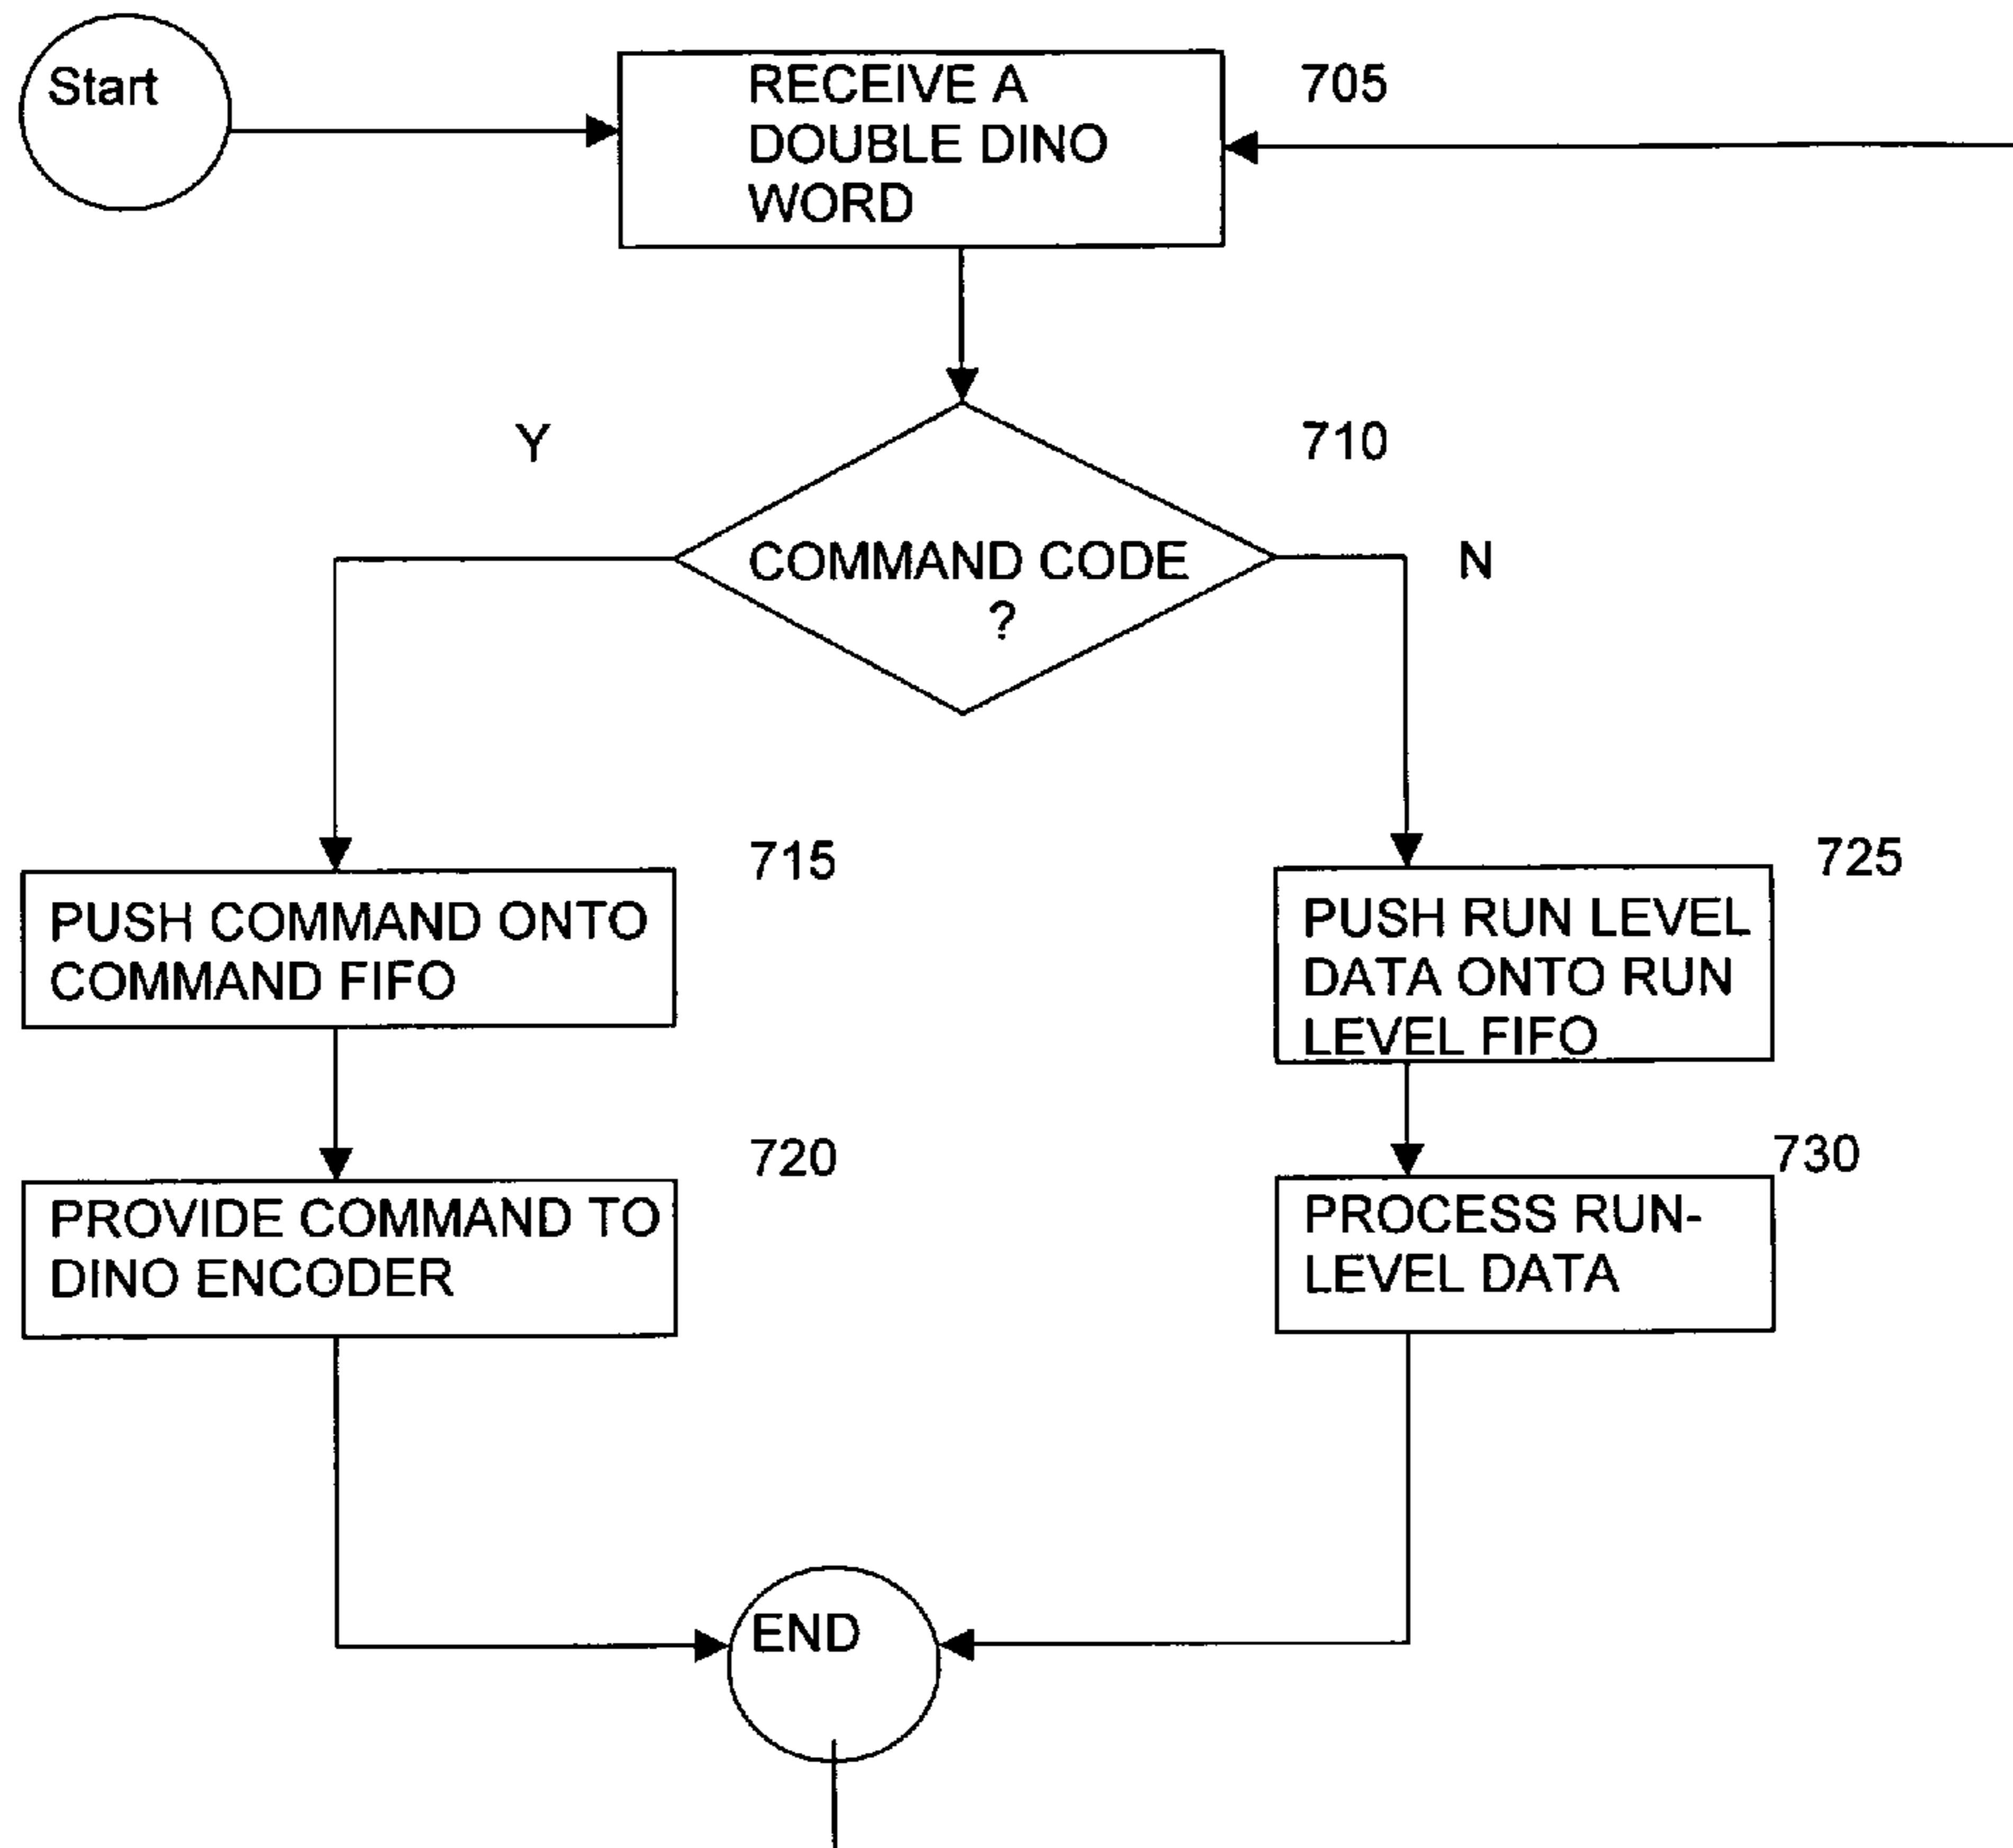 Start
RECEIVE A
DOUBLE DINO
WORD
705
Y
710
COMMAND CODE
?
N
715
PUSH COMMAND ONTO
COMMAND FIFO
725
PUSH RUN LEVEL
DATA ONTO RUN
LEVEL FIFO
720
PROVIDE COMMAND TO
DINO ENCODER
730
PROCESS RUN-
LEVEL DATA
END